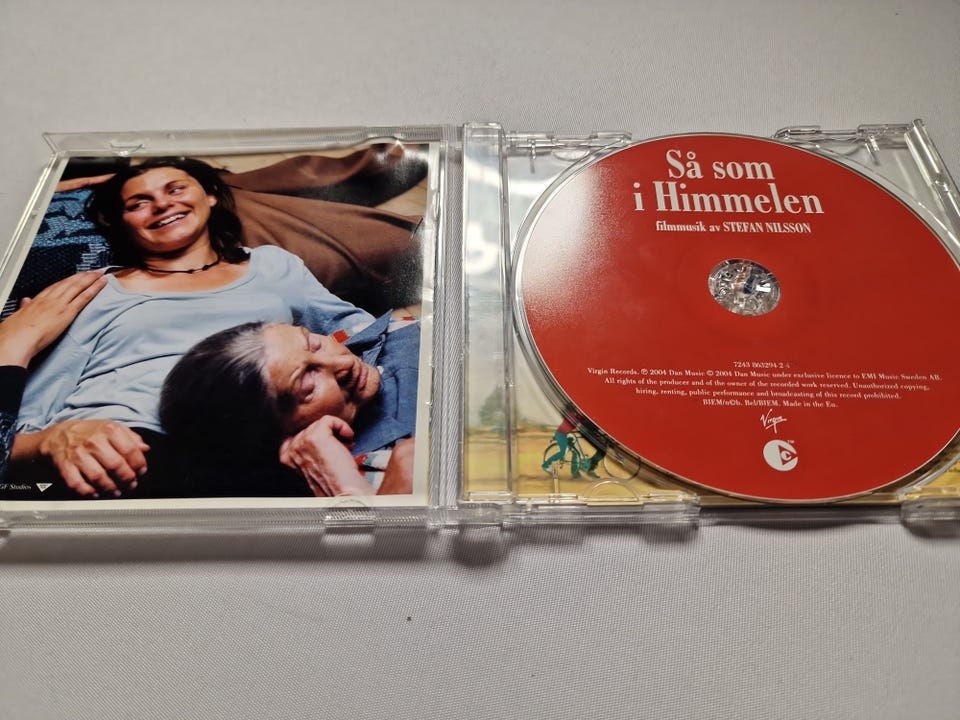 GF Studios
Så som
i Himmelen
filmmusik av STEFAN NILSSON
7243 863294 2 4
Virgin Records. ℗ 2004 Dan Music © 2004 Dan Music under exclusive licence to EMI Music Sweden AB.
All rights of the producer and of the owner of the recorded work reserved. Unauthorized copying,
hiring, renting, public performance and broadcasting of this record prohibited.
BIEM/n©b. Bel/BIEM. Made in the Eu.
Virgin
C™